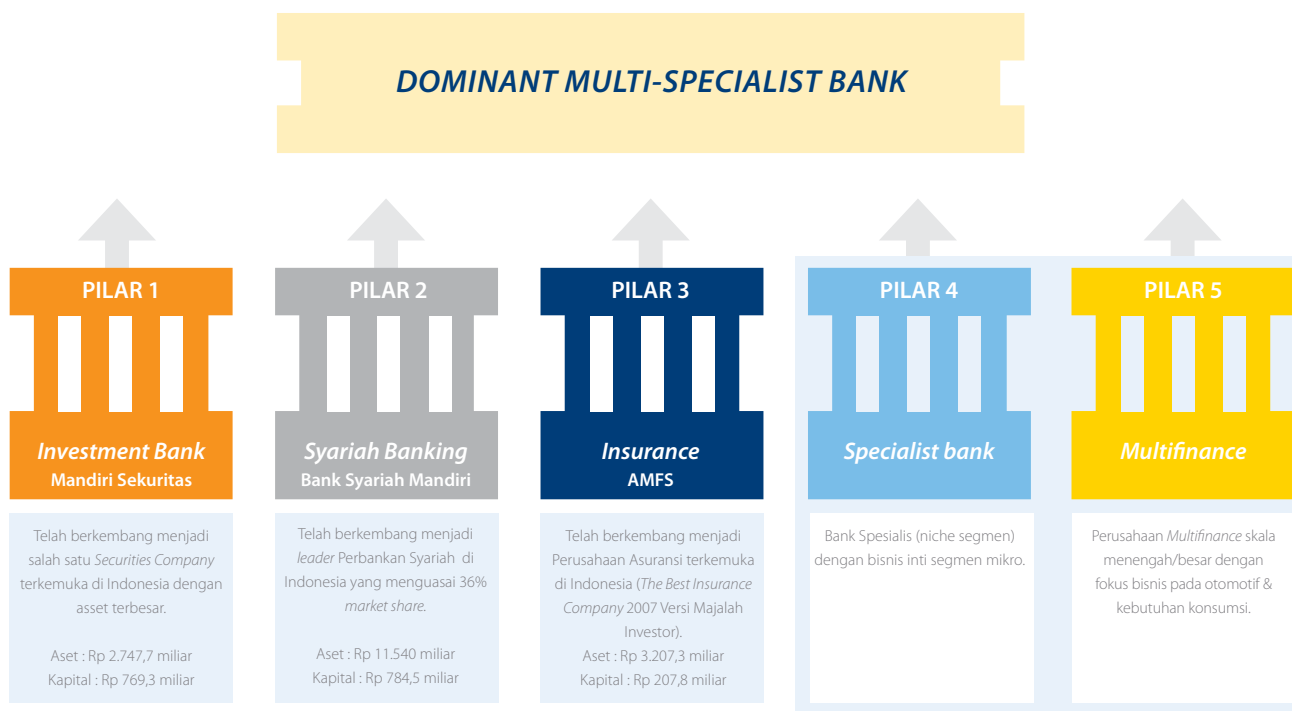 DOMINANT MULTI-SPECIALIST BANK
PILAR 1
Investment Bank
Mandiri Sekuritas
Telah berkembang menjadi
salah satu Securities Company
terkemuka di Indonesia dengan
asset terbesar.
Aset : Rp 2.747,7 miliar
Kapital : Rp 769,3 miliar
PILAR 2
Syariah Banking
Bank Syariah Mandiri
Telah berkembang menjadi
leader Perbankan Syariah di
Indonesia yang menguasai 36%
market share.
Aset : Rp 11.540 miliar
Kapital : Rp 784,5 miliar
PILAR 3
Insurance
AMFS
Telah berkembang menjadi
Perusahaan Asuransi terkemuka
di Indonesia (The Best Insurance
Company 2007 Versi Majalah
Investor).
Aset : Rp 3.207,3 miliar
Kapital : Rp 207,8 miliar
PILAR 4
Specialist bank
Bank Spesialis (niche segmen)
dengan bisnis inti segmen mikro.
PILAR 5
Multifinance
Perusahaan Multifinance skala
menengah/besar dengan
fokus bisnis pada otomotif &
kebutuhan konsumsi.